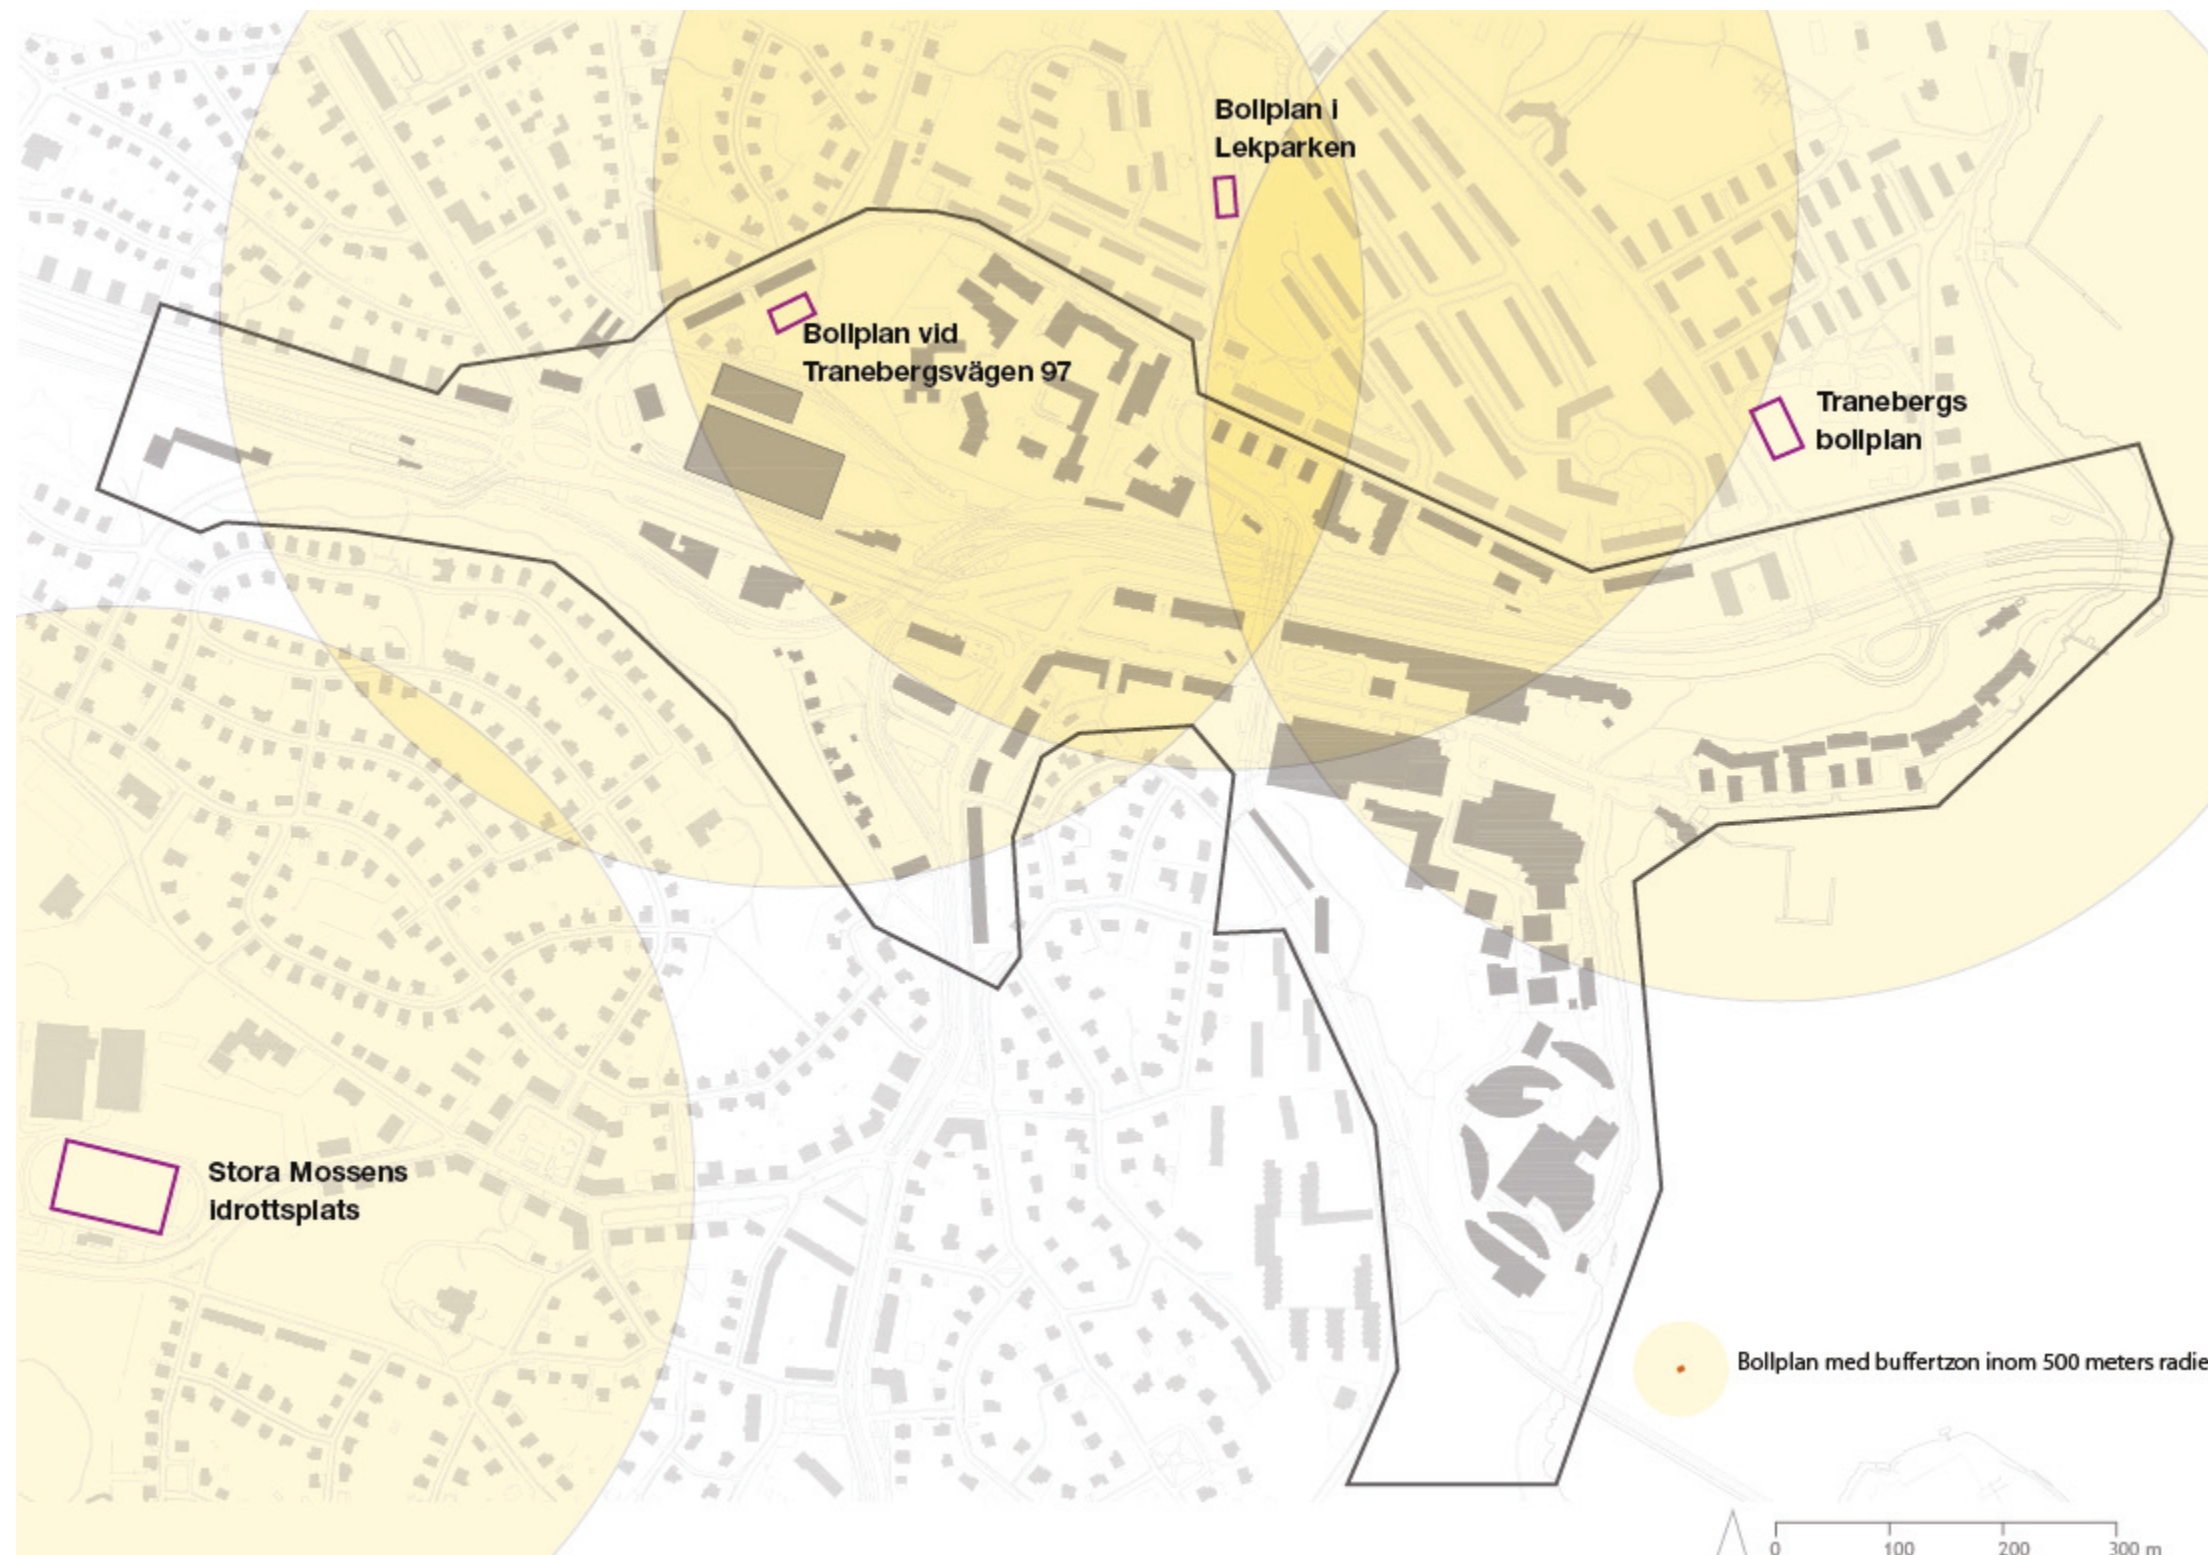 Bollplan i
Lekparken
Bollplan vid
Tranebergsvägen 97
Tranebergs
bollplan
Stora Mossens
Idrottsplats
Bollplan med buffertzon inom 500 meters radie
0 100 200 300 m